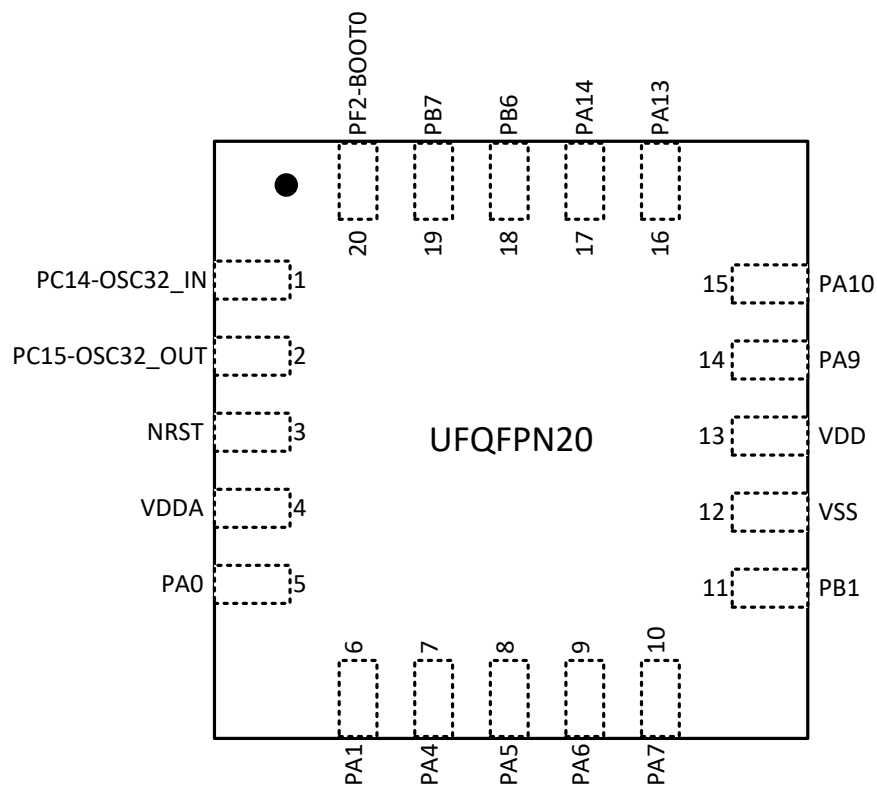 PF2-BOOT0
PB7
PB6
PA14
PA13
20
19
18
17
16
PC14-OSC32_IN 1
PC15-OSC32_OUT 2
NRST 3
VDDA 4
PA0 5
UFQFPN20
15 PA10
14 PA9
13 VDD
12 VSS
11 PB1
6
7
8
9
10
PA1
PA4
PA5
PA6
PA7